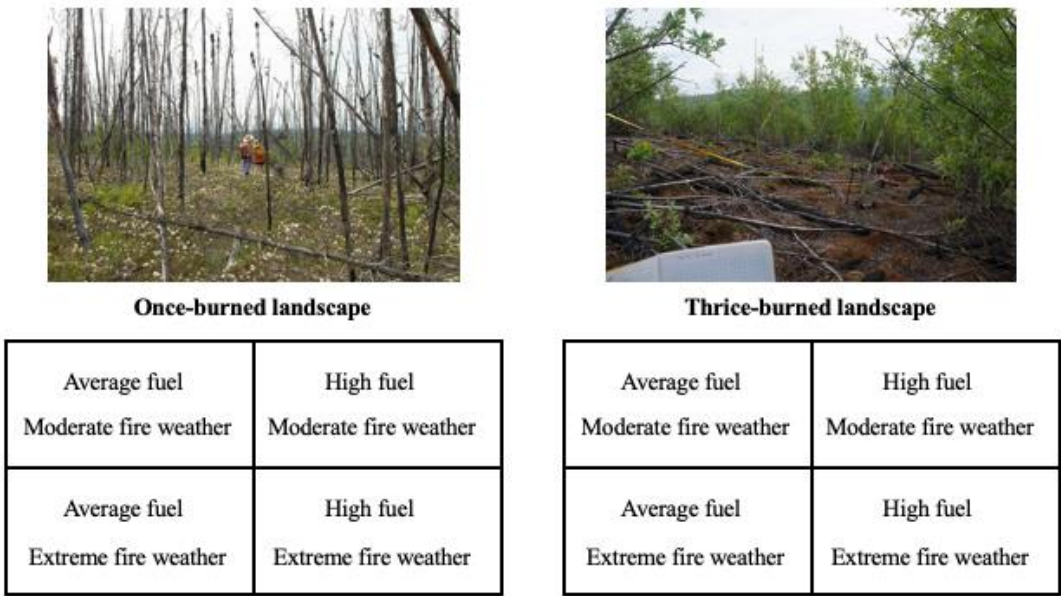 Once-burned landscape
Average fuel
Moderate fire weather
High fuel
Moderate fire weather
Average fuel
Extreme fire weather
High fuel
Extreme fire weather
Thrice-burned landscape
Average fuel
Moderate fire weather
High fuel
Moderate fire weather
Average fuel
Extreme fire weather
High fuel
Extreme fire weather